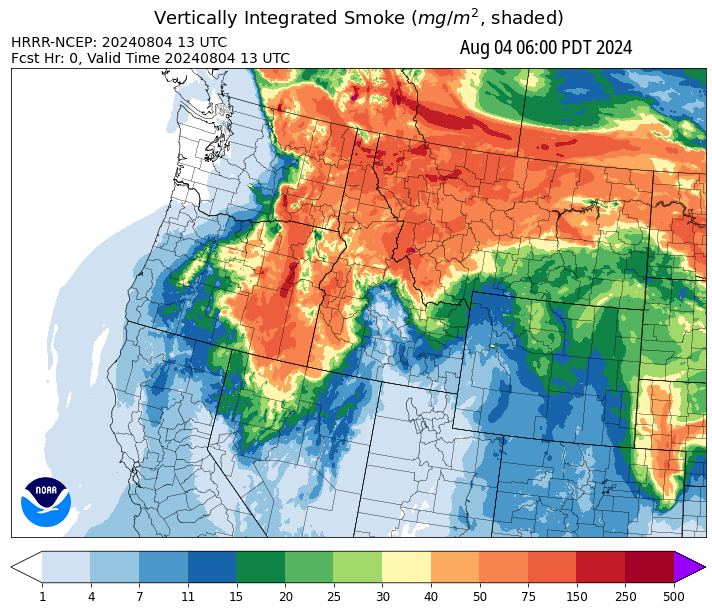 Vertically Integrated Smoke (mg/m², shaded)
HRRR-NCEP: 20240804 13 UTC
Aug 04 06:00 PDT 2024
Fcst Hr: 0, Valid Time 20240804 13 UTC
NOAA
1 4 7 11 15 20 25 30 40 50 75 150 250 500